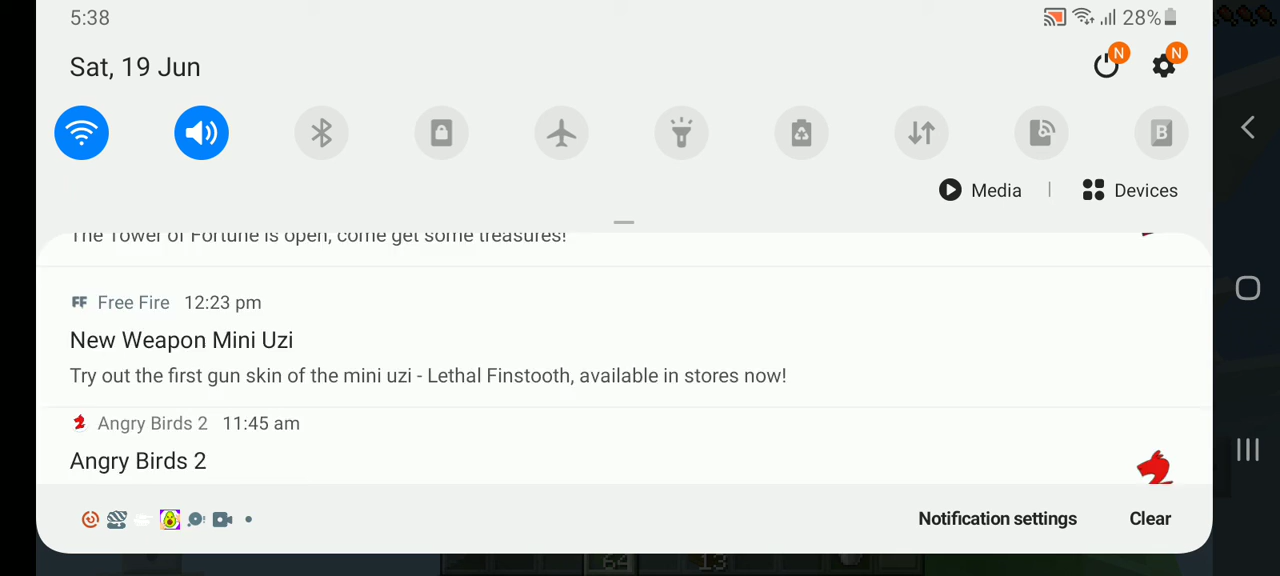 5:38
28%
Sat, 19 Jun
N
N
B
Media
Devices
The Tower of Fortune is open, come get some treasures!
FF Free Fire 12:23 pm
New Weapon Mini Uzi
Try out the first gun skin of the mini uzi - Lethal Finstooth, available in stores now!
Angry Birds 2 11:45 am
Angry Birds 2
Notification settings
Clear
64
13